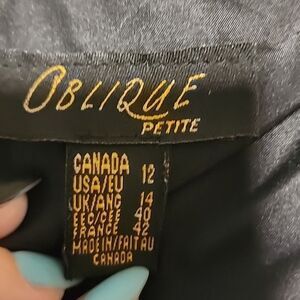 OBLIQUE
PETITE
CANADA 12
USA/EU
UK/ANG 14
EEC/CEE 40
FRANCE 42
MADE IN/FAIT AU
CANADA